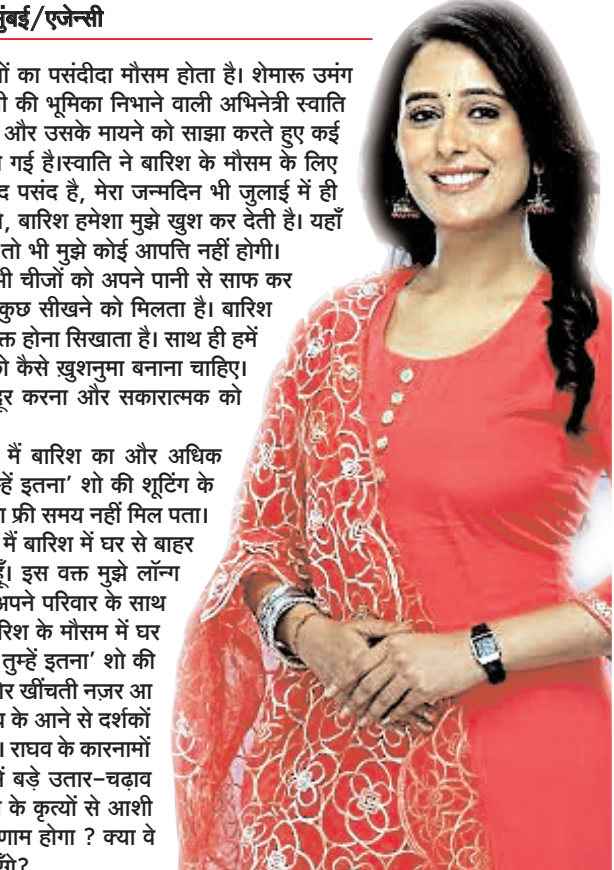 मुंबई/एजेन्सी
का पसंदीदा मौसम होता है। शेमारू उमंग
की भूमिका निभाने वाली अभिनेत्री स्वाति
और उसके मायने को साझा करते हुए कई
गई है।स्वाति ने बारिश के मौसम के लिए
पसंद है, मेरा जन्मदिन भी जुलाई में ही
बारिश हमेशा मुझे खुश कर देती है। यहाँ
तो भी मुझे कोई आपत्ति नहीं होगी।
चीजों को अपने पानी से साफ कर
कुछ सीखने को मिलता है। बारिश
होना सिखाता है। साथ ही हमें
कैसे ख़ुशनुमा बनाना चाहिए।
करना और सकारात्मक को
मैं बारिश का और अधिक
इतना' शो की शूटिंग के
फ्री समय नहीं मिल पता।
मैं बारिश में घर से बाहर
इस वक्त मुझे लॉन्ग
अपने परिवार के साथ
के मौसम में घर
तुम्हें इतना' शो की
खींचती नज़र आ
के आने से दर्शकों
राघव के कारनामों
बड़े उतार-चढ़ाव
के कृत्यों से आशी
होगा ? क्या वे